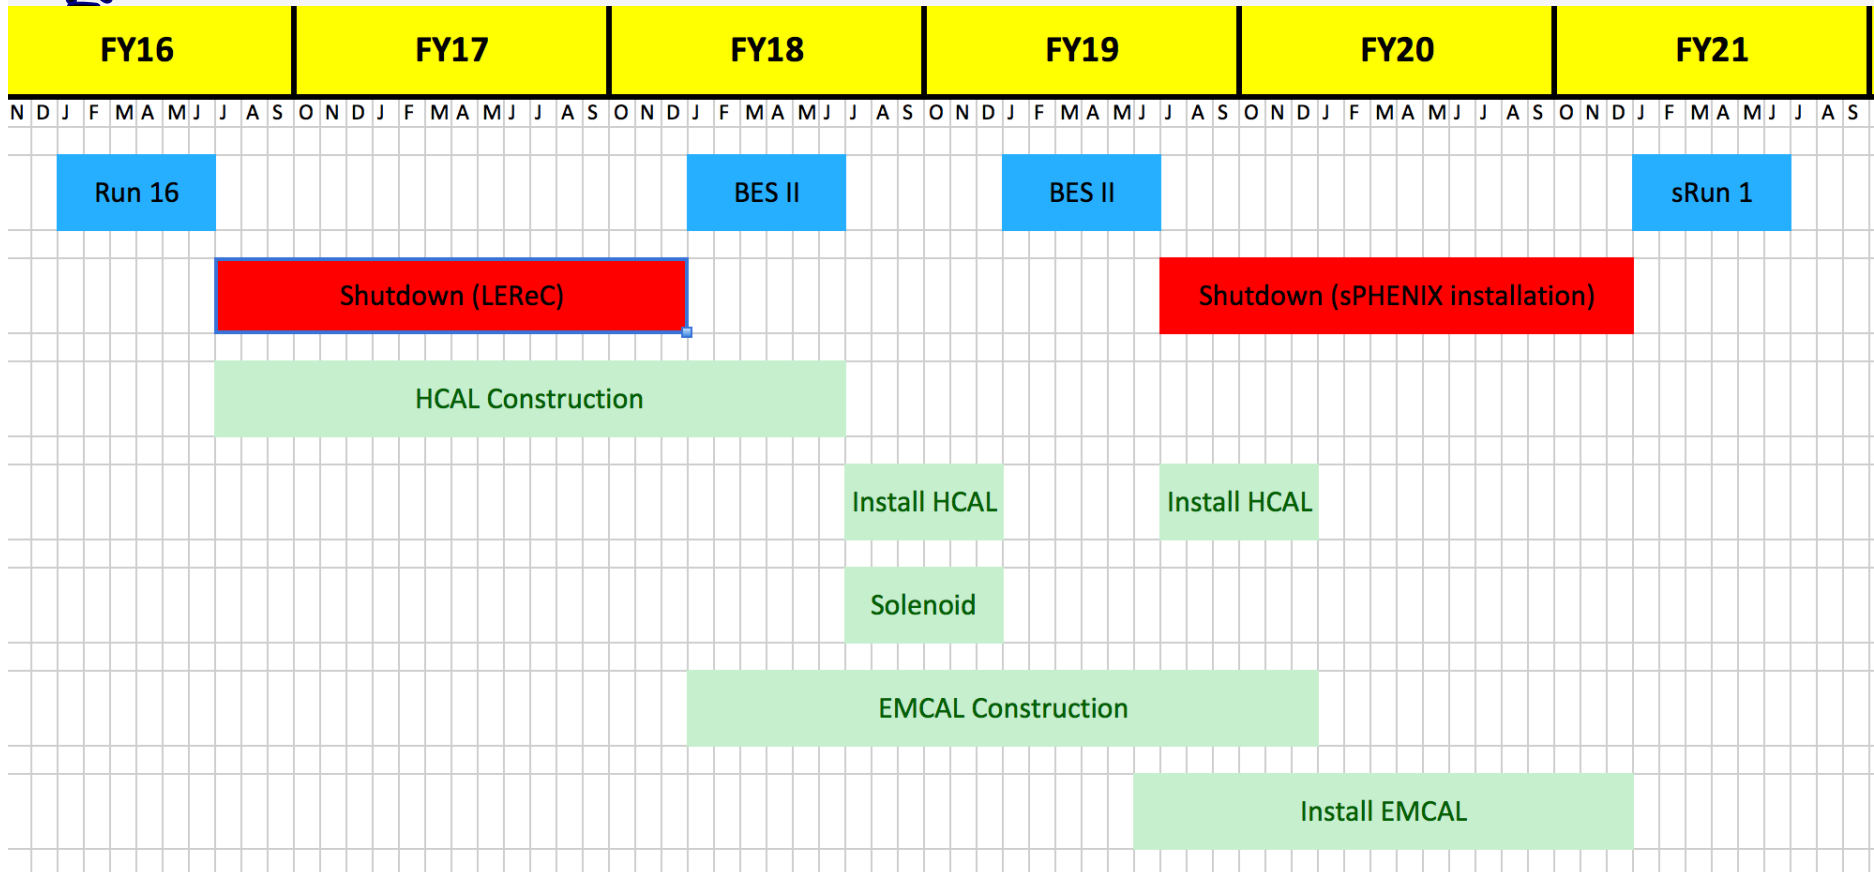 FY16 FY17 FY18 FY19 FY20 FY21
N D J F M A M J J A S O N D J F M A M J J A S O N D J F M A M J J A S O N D J F M A M J J A S O N D J F M A M J J A S O N D J F M A M J J A S
Run 16 BES II BES II sRun 1
Shutdown (LEReC) Shutdown (sPHENIX installation)
HCAL Construction
Install HCAL Install HCAL
Solenoid
EMCAL Construction
Install EMCAL